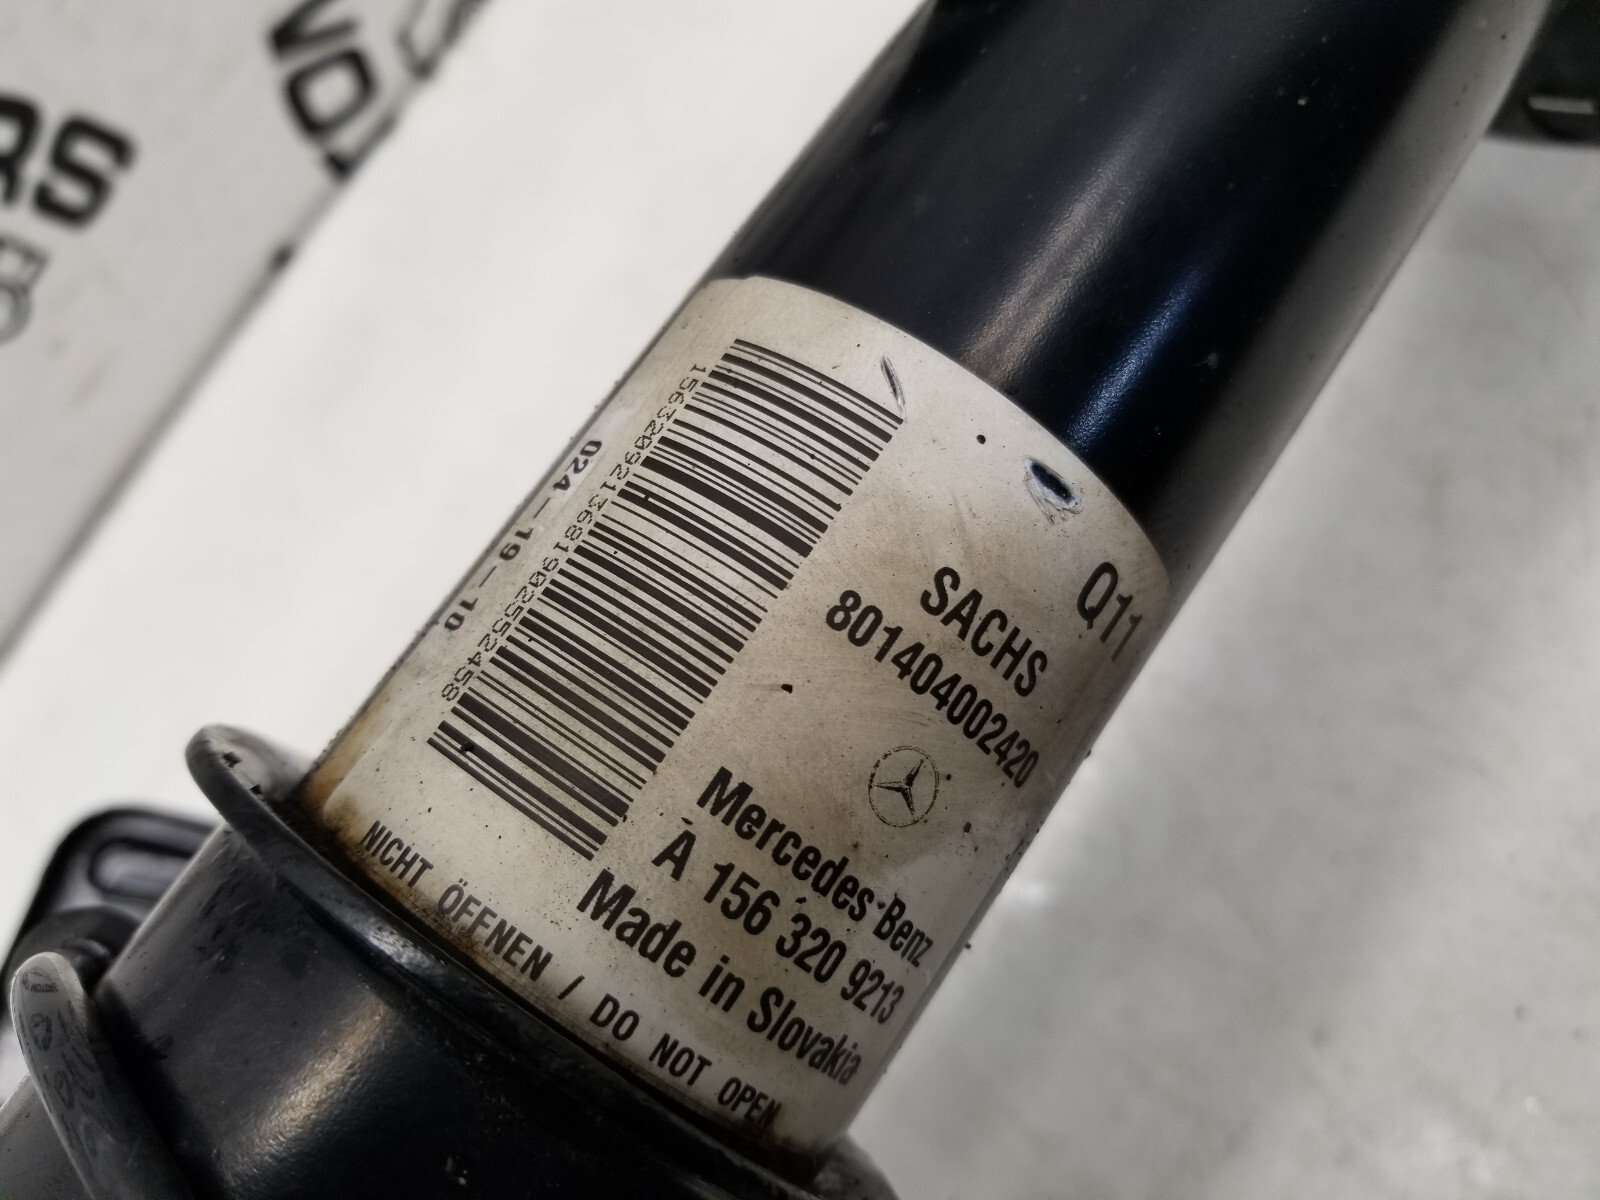 Q11
SACHS
801404002420
Mercedes-Benz
A 156 320 9213
Made in Slovakia
NICHT ÖFFNEN / DO NOT OPEN
1563209213681902552458
024-19-10
RS